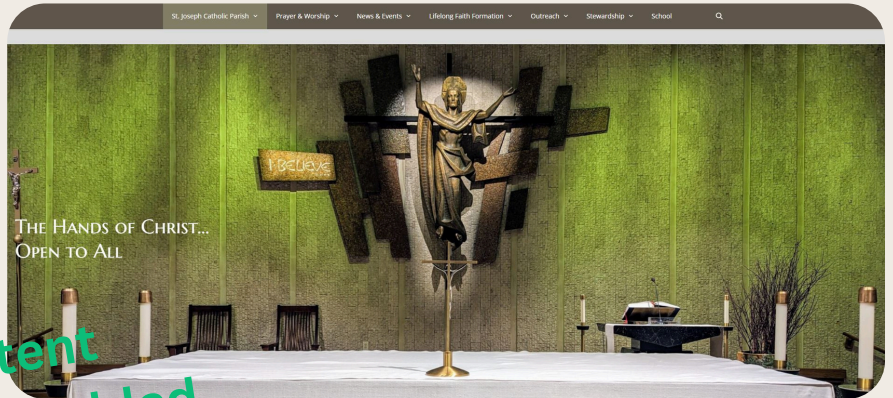 St. Joseph Catholic Parish Prayer & Worship News & Events Lifelong Faith Formation Outreach Stewardship School
I BELIEVE
THE HANDS OF CHRIST...
OPEN TO ALL